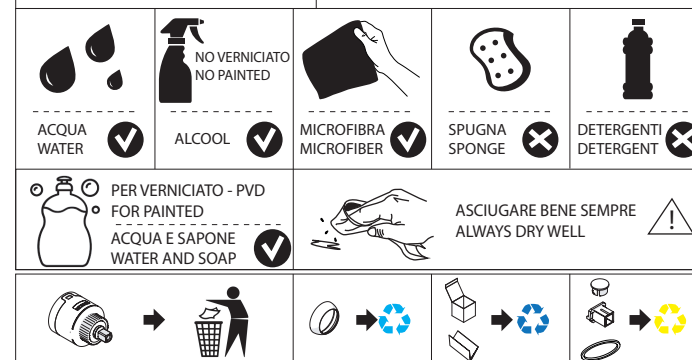 NO VERNICIATO
NO PAINTED
ACQUA
WATER
ALCOOL
MICROFIBRA
MICROFIBER
SPUGNA
SPONGE
DETERGENTI
DETERGENT
PER VERNICIATO - PVD
FOR PAINTED
ACQUA E SAPONE
WATER AND SOAP
ASCIUGARE BENE SEMPRE
ALWAYS DRY WELL